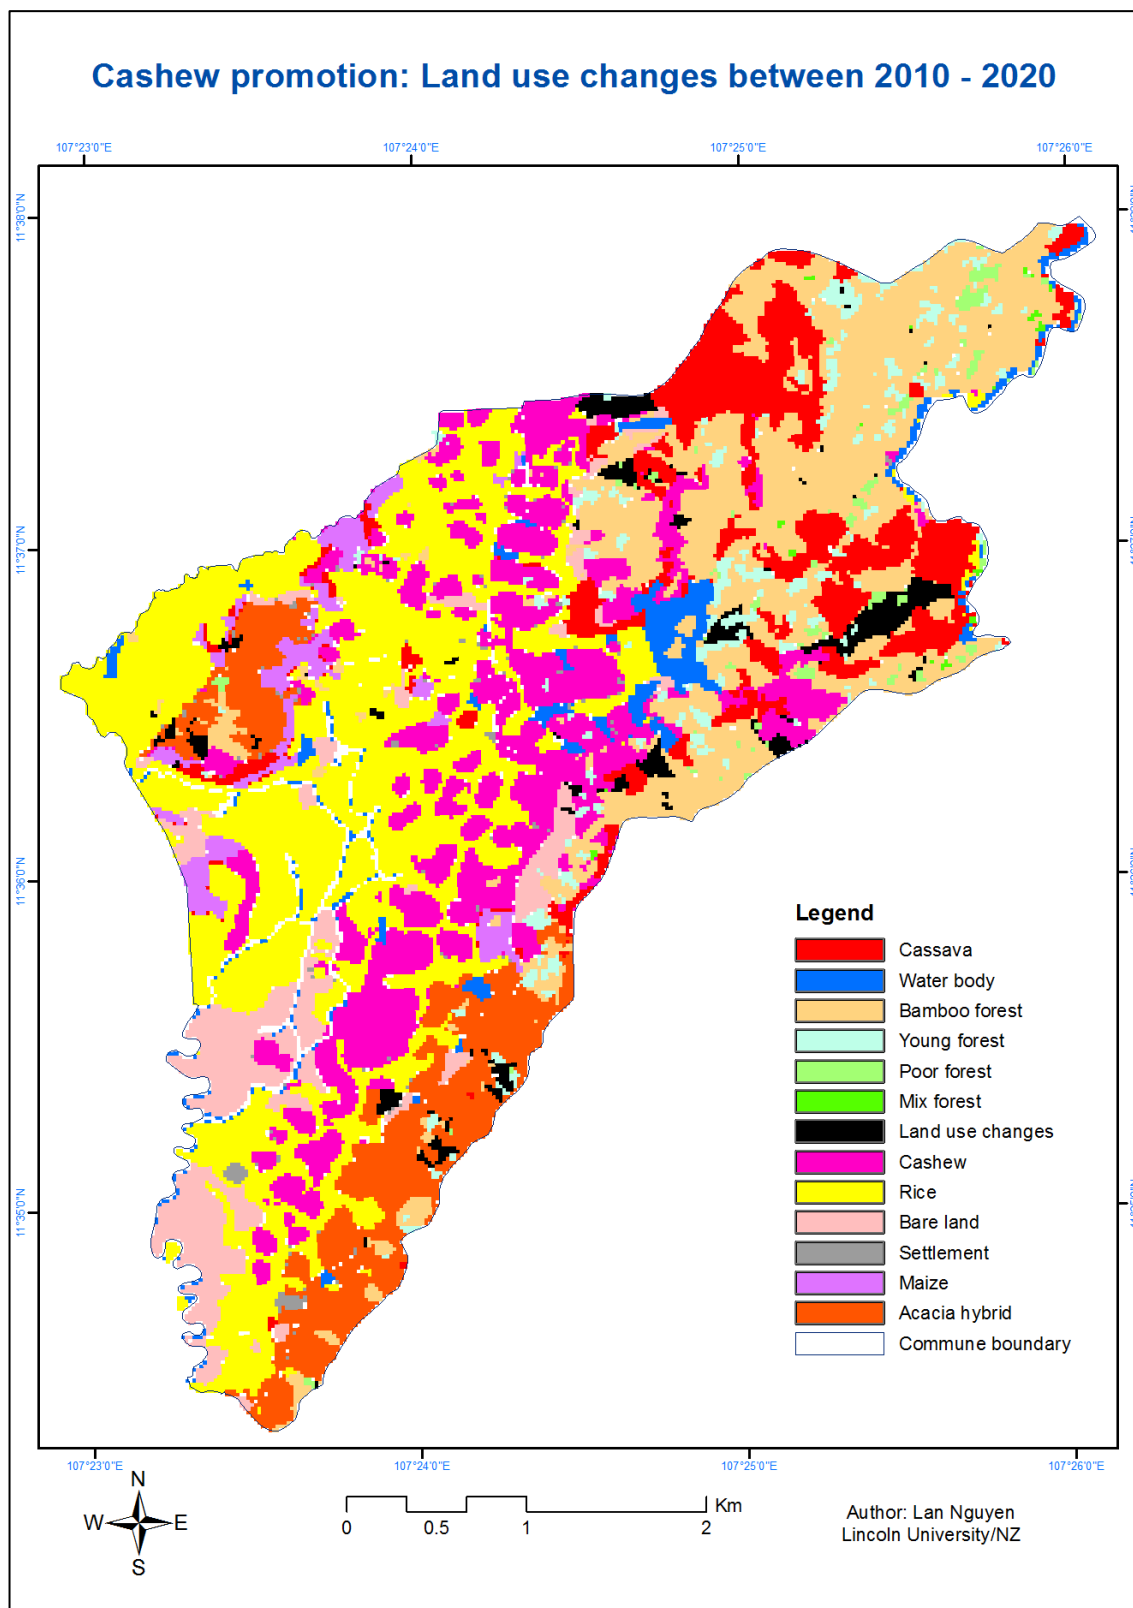 Cashew promotion: Land use changes between 2010 - 2020
107°23'0"E
107°24'0"E
107°25'0"E
107°26'0"E
11°38'0"N
11°37'0"N
11°36'0"N
11°35'0"N
Legend
Cassava
Water body
Bamboo forest
Young forest
Poor forest
Mix forest
Land use changes
Cashew
Rice
Bare land
Settlement
Maize
Acacia hybrid
Commune boundary
107°23'0"E
107°24'0"E
107°25'0"E
107°26'0"E
N
W
E
S
Km
0
0.5
1
2
Author: Lan Nguyen
Lincoln University/NZ